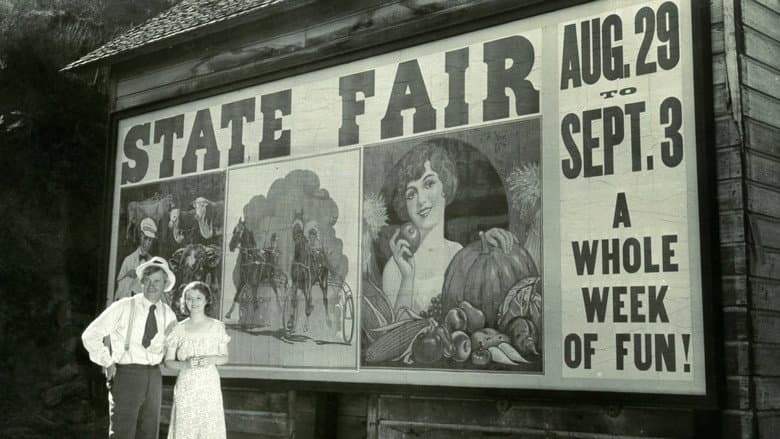 STATE FAIR
AUG. 29
TO
SEPT. 3
A
WHOLE
WEEK
OF FUN!